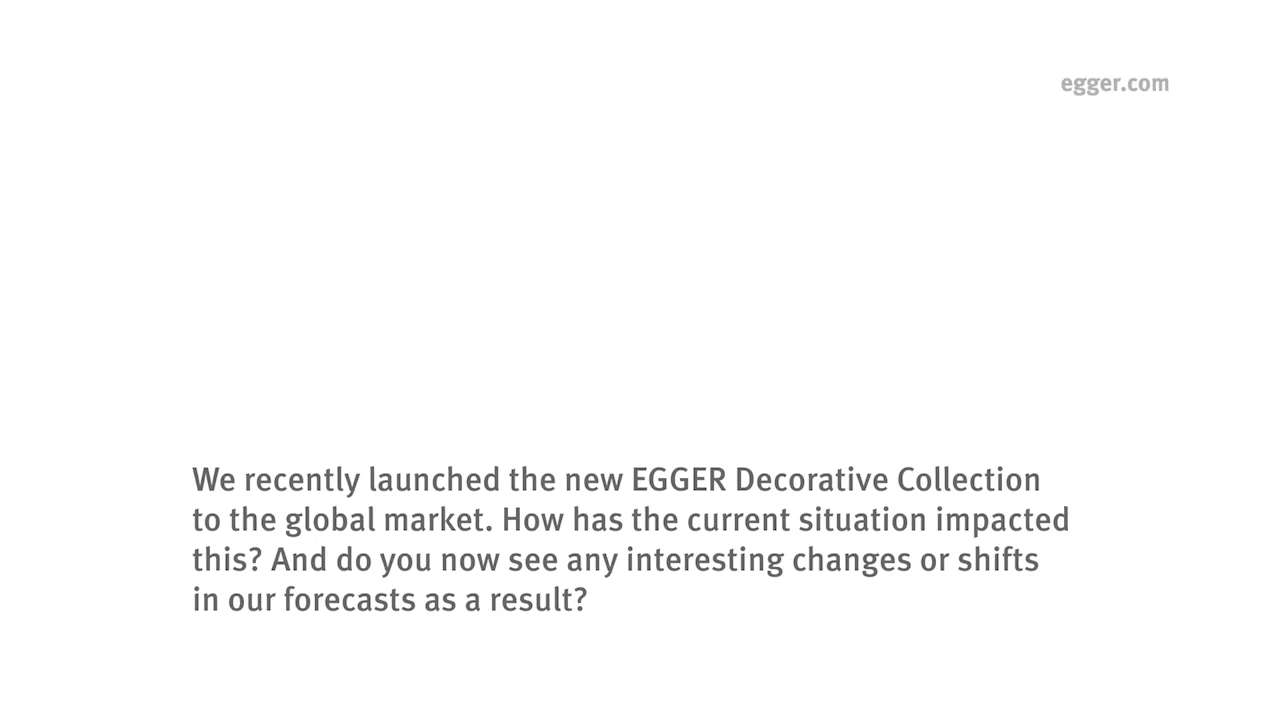 egger.com
We recently launched the new EGGER Decorative Collection
to the global market. How has the current situation impacted
this? And do you now see any interesting changes or shifts
in our forecasts as a result?